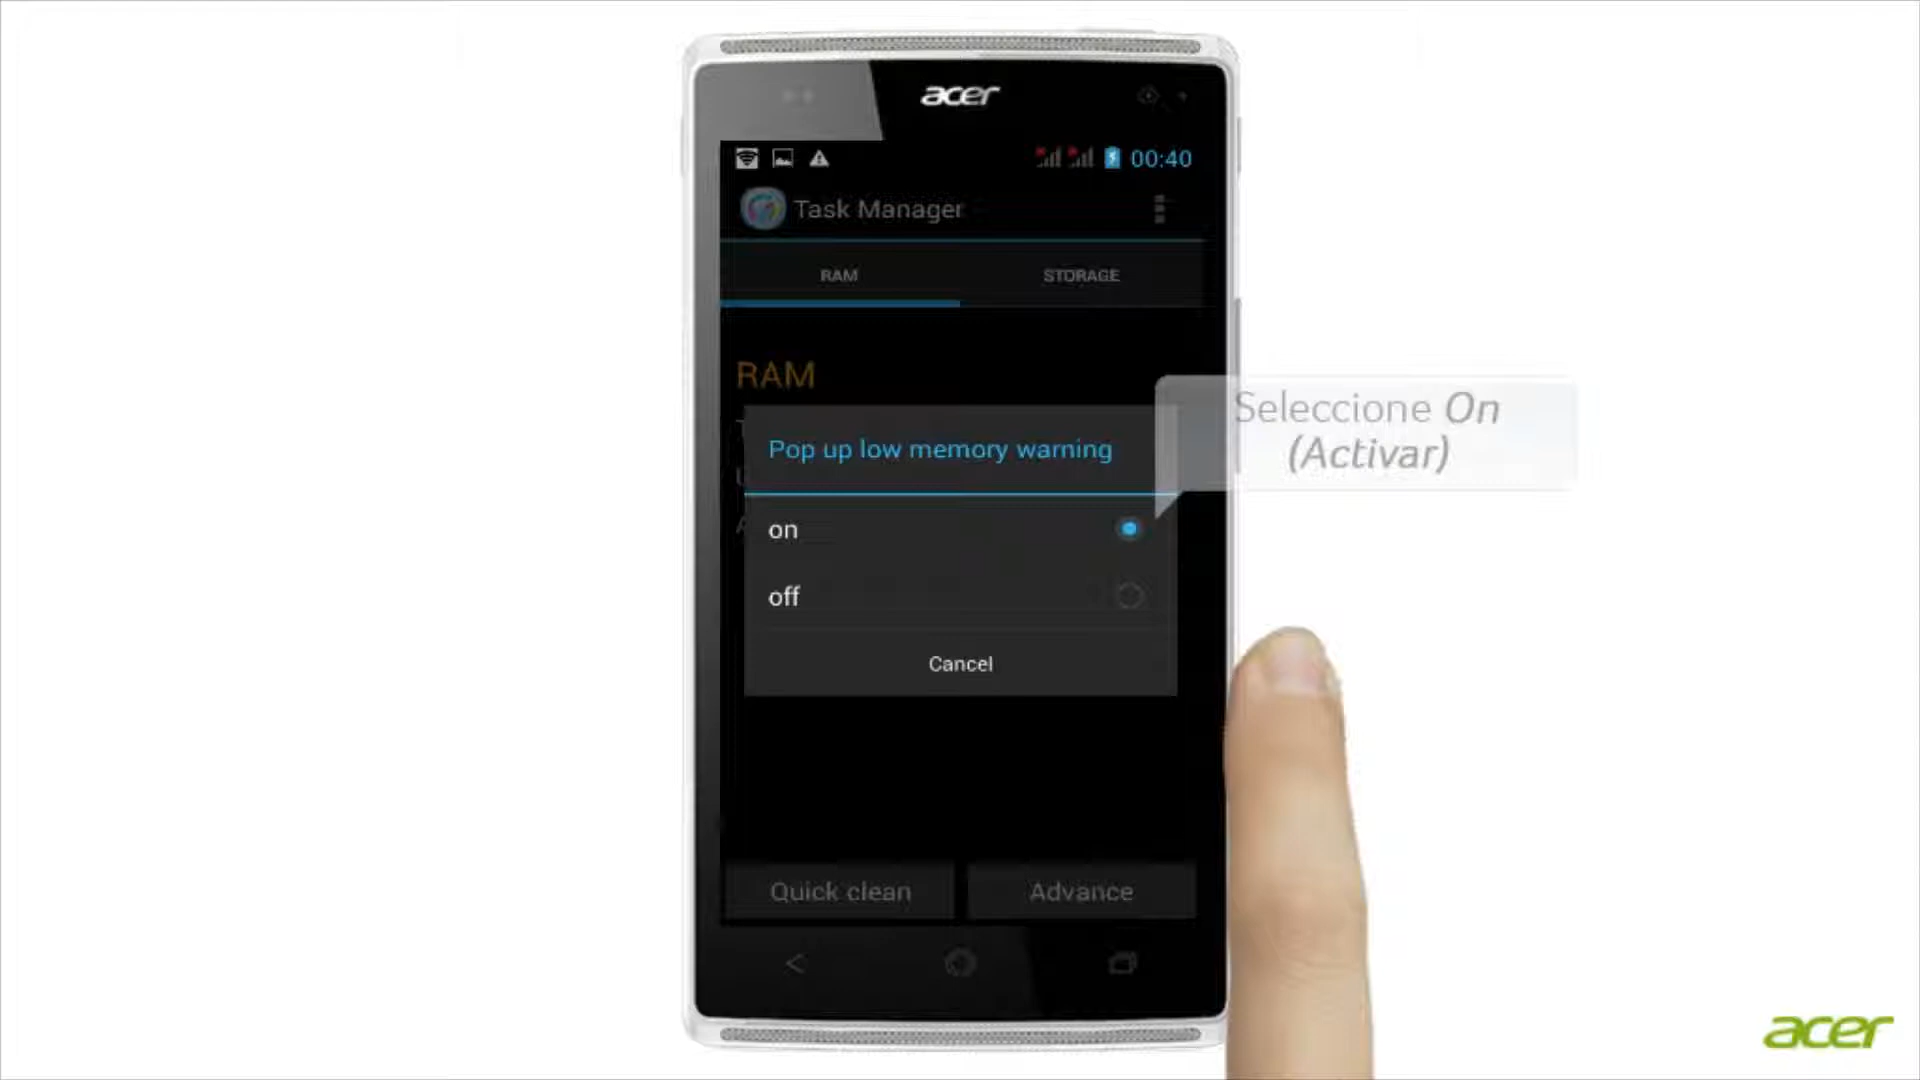 acer
00:40
Task Manager
RAM
STORAGE
RAM
Pop up low memory warning
Seleccione On
(Activar)
on
off
Cancel
Quick clean
Advance
acer